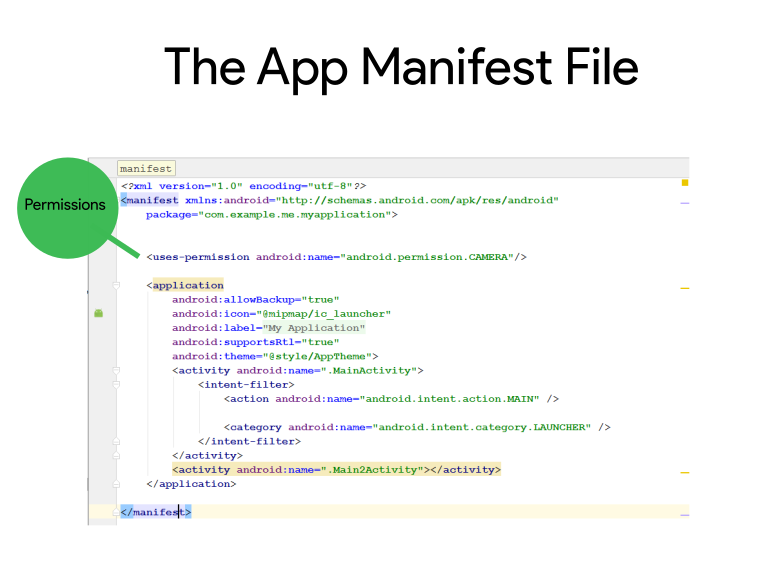 The App Manifest File
manifest
Permissions
<?xml version="1.0" encoding="utf-8"?>
<manifest xmlns:android="http://schemas.android.com/apk/res/android"
package="com.example.me.myapplication">
<uses-permission android:name="android.permission.CAMERA"/>
<application
android:allowBackup="true"
android:icon="@mipmap/ic_launcher"
android:label="My Application"
android:supportsRtl="true"
android:theme="@style/AppTheme">
<activity android:name=".MainActivity">
<intent-filter>
<action android:name="android.intent.action.MAIN" />
<category android:name="android.intent.category.LAUNCHER" />
</intent-filter>
</activity>
<activity android:name=".Main2Activity"></activity>
</application>
</manifest>